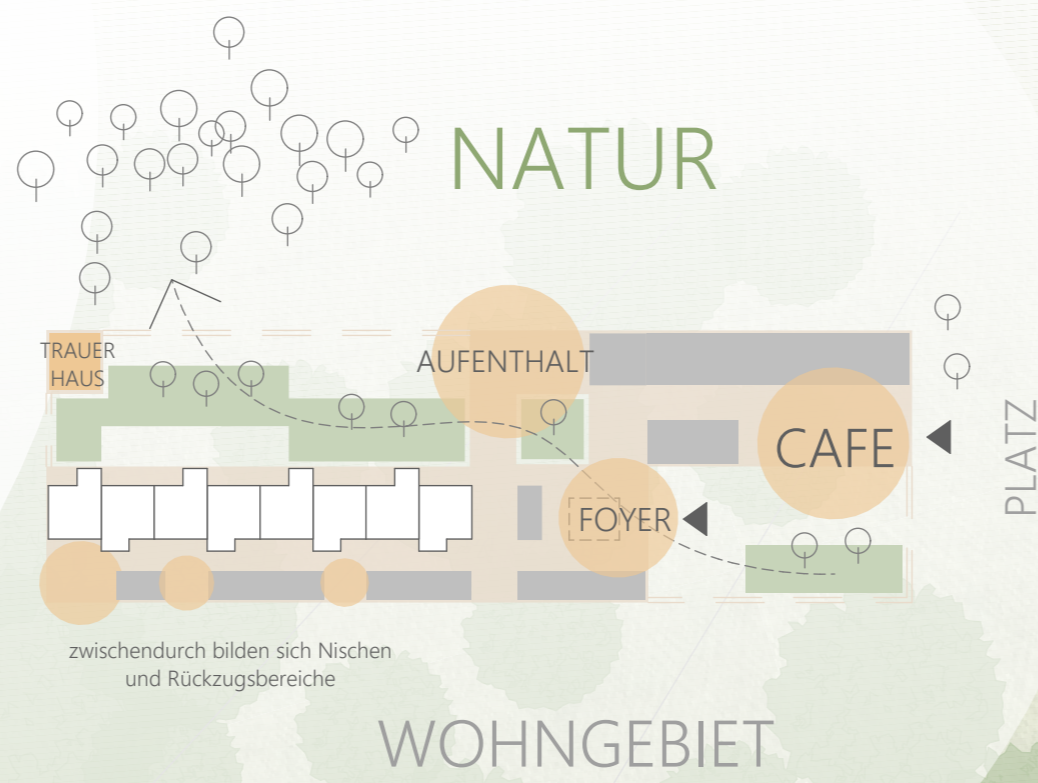 NATUR
TRAUER
HAUS
AUFENTHALT
CAFE
PLATZ
FOYER
zwischendurch bilden sich Nischen
und Rückzugsbereiche
WOHNGEBIET